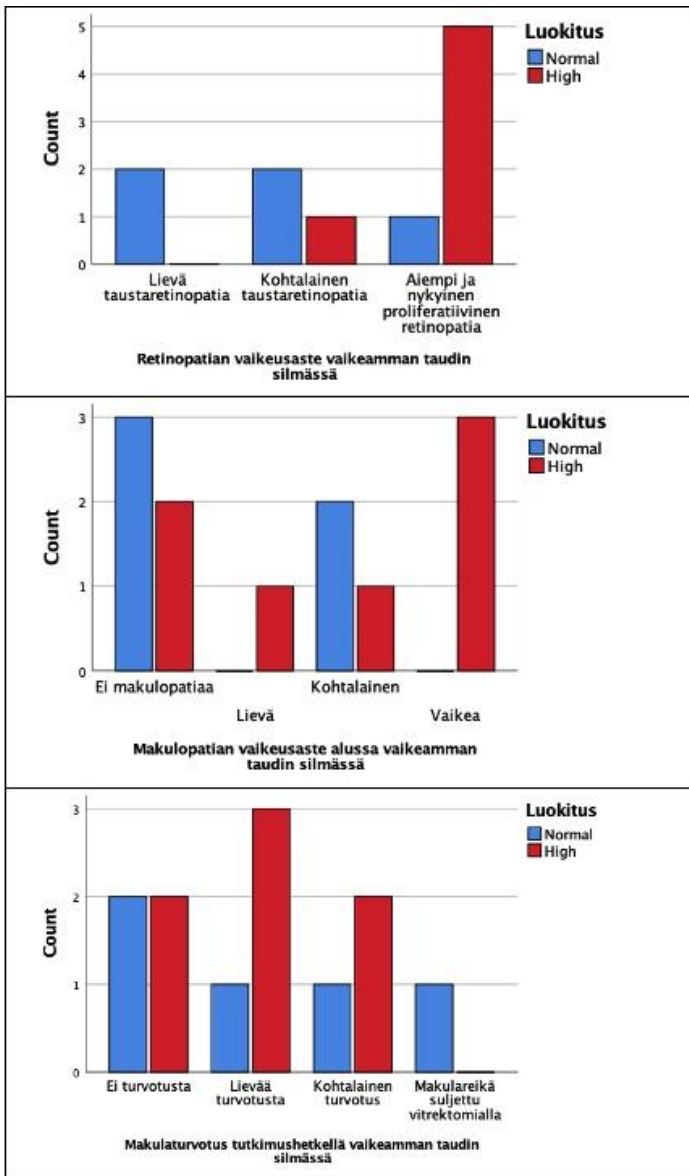 5
4
3
2
1
0
Count
Luokitus
Normal
High
Lievä
taustaretinopatia
Kohtalainen
taustaretinopatia
Aiempi ja
nykyinen
proliferatiivinen
retinopatia
Retinopatian vaikeusaste vaikeamman taudin
silmässä
3
2
1
0
Count
Luokitus
Normal
High
Ei makulopatiaa
Lievä
Kohtalainen
Vaikea
Makulopatian vaikeusaste alussa vaikeamman
taudin silmässä
3
2
1
0
Count
Luokitus
Normal
High
Ei turvotusta
Lievää
turvotusta
Kohtalainen
turvotus
Makulareikä
suljettu
vitrektomialla
Makulaturvotus tutkimushetkellä vaikeamman taudin
silmässä